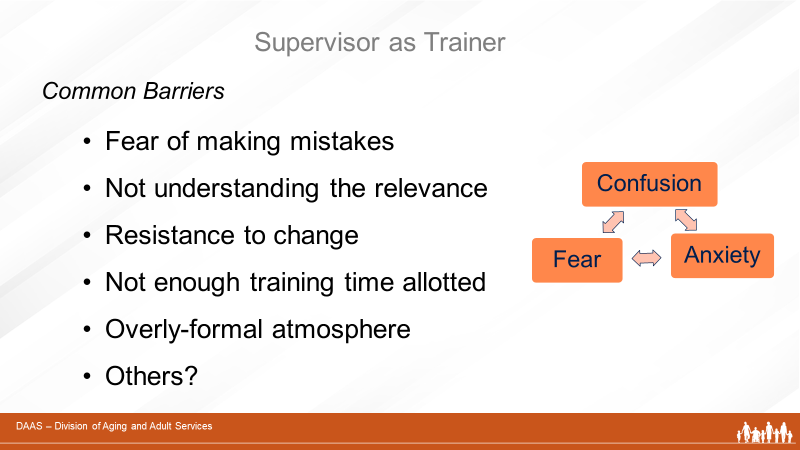 Supervisor as Trainer
Common Barriers
• Fear of making mistakes
• Not understanding the relevance
• Resistance to change
• Not enough training time allotted
• Overly-formal atmosphere
• Others?
Confusion
Fear
Anxiety
DAAS – Division of Aging and Adult Services